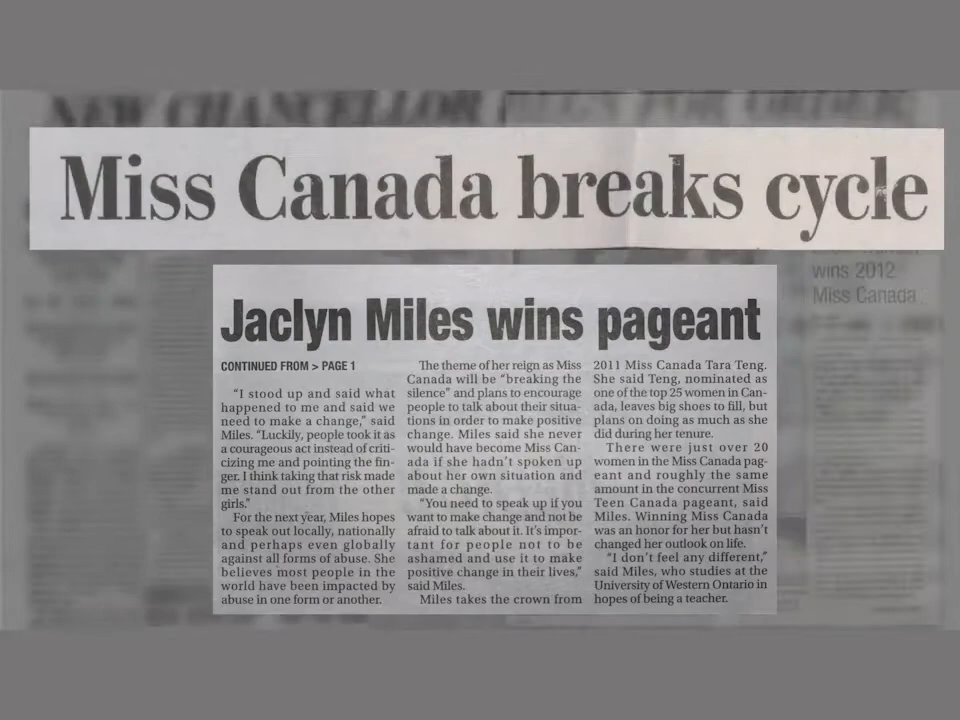 NEW CHANCELLOR
Miss Canada breaks cycle
wins 2012
Miss Canada
Jaclyn Miles wins pageant
CONTINUED FROM > PAGE 1
“I stood up and said what
happened to me and said we
need to make a change,” said
Miles. “Luckily, people took it as
a courageous act instead of criti-
cizing me and pointing the fin-
ger. I think taking that risk made
me stand out from the other
girls.”
For the next year, Miles hopes
to speak out locally, nationally
and perhaps even globally
against all forms of abuse. She
believes most people in the
world have been impacted by
abuse in one form or another.
The theme of her reign as Miss
Canada will be “breaking the
silence” and plans to encourage
people to talk about their situa-
tions in order to make positive
change. Miles said she never
would have become Miss Can-
ada if she hadn’t spoken up
about her own situation and
made a change.
“You need to speak up if you
want to make change and not be
afraid to talk about it. It’s impor-
tant for people not to be
ashamed and use it to make
positive change in their lives,”
said Miles.
Miles takes the crown from
2011 Miss Canada Tara Teng.
She said Teng, nominated as
one of the top 25 women in Can-
ada, leaves big shoes to fill, but
plans on doing as much as she
did during her tenure.
There were just over 20
women in the Miss Canada pag-
eant and roughly the same
amount in the concurrent Miss
Teen Canada pageant, said
Miles. Winning Miss Canada
was an honor for her but hasn’t
changed her outlook on life.
“I don’t feel any different,”
said Miles, who studies at the
University of Western Ontario in
hopes of being a teacher.